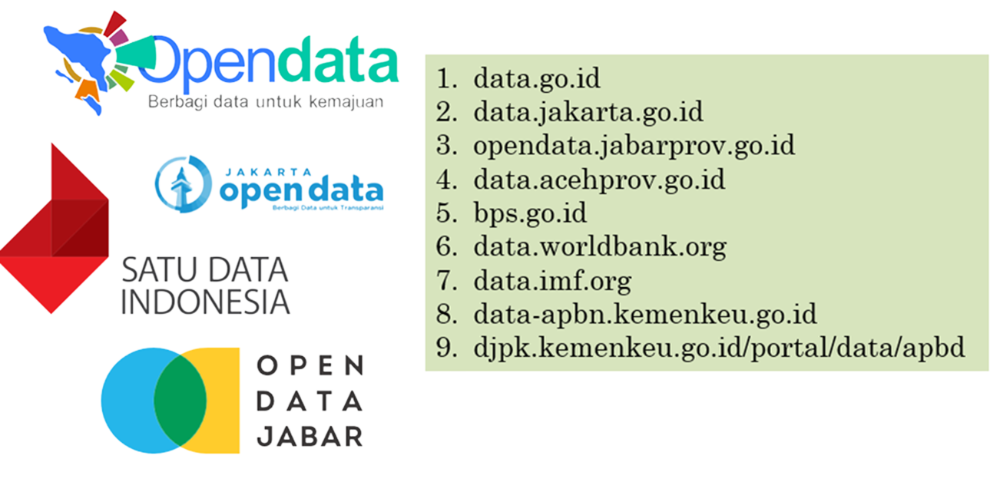 Opendata
Berbagi data untuk kemajuan
JAKARTA
open data
Berbagi Data untuk Transparansi
SATU DATA
INDONESIA
OPEN
DATA
JABAR
1. data.go.id
2. data.jakarta.go.id
3. opendata.jabarprov.go.id
4. data.acehprov.go.id
5. bps.go.id
6. data.worldbank.org
7. data.imf.org
8. data-apbn.kemenkeu.go.id
9. djpk.kemenkeu.go.id/portal/data/apbd